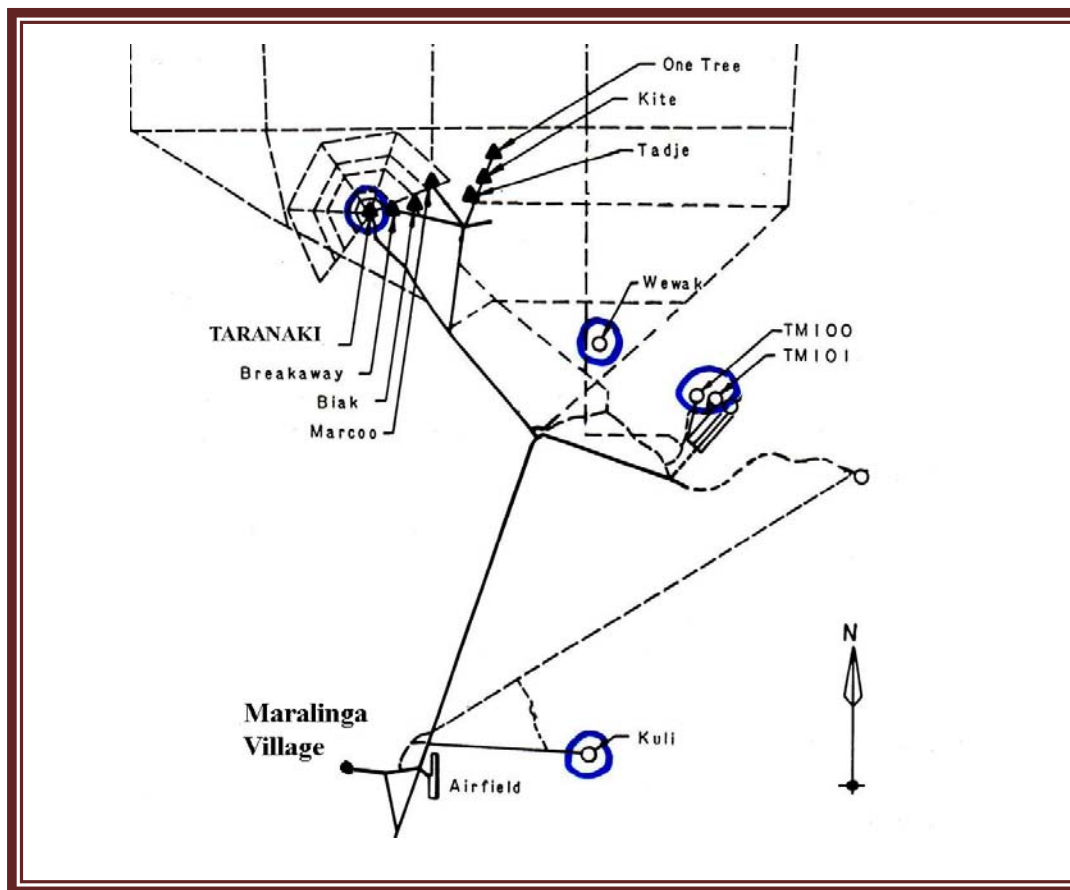 One Tree
Kite
Tadje
Wewak
TM100
TM101
TARANAKI
Breakaway
Biak
Marcoo
N
Maralinga
Village
Kuli
Airfield